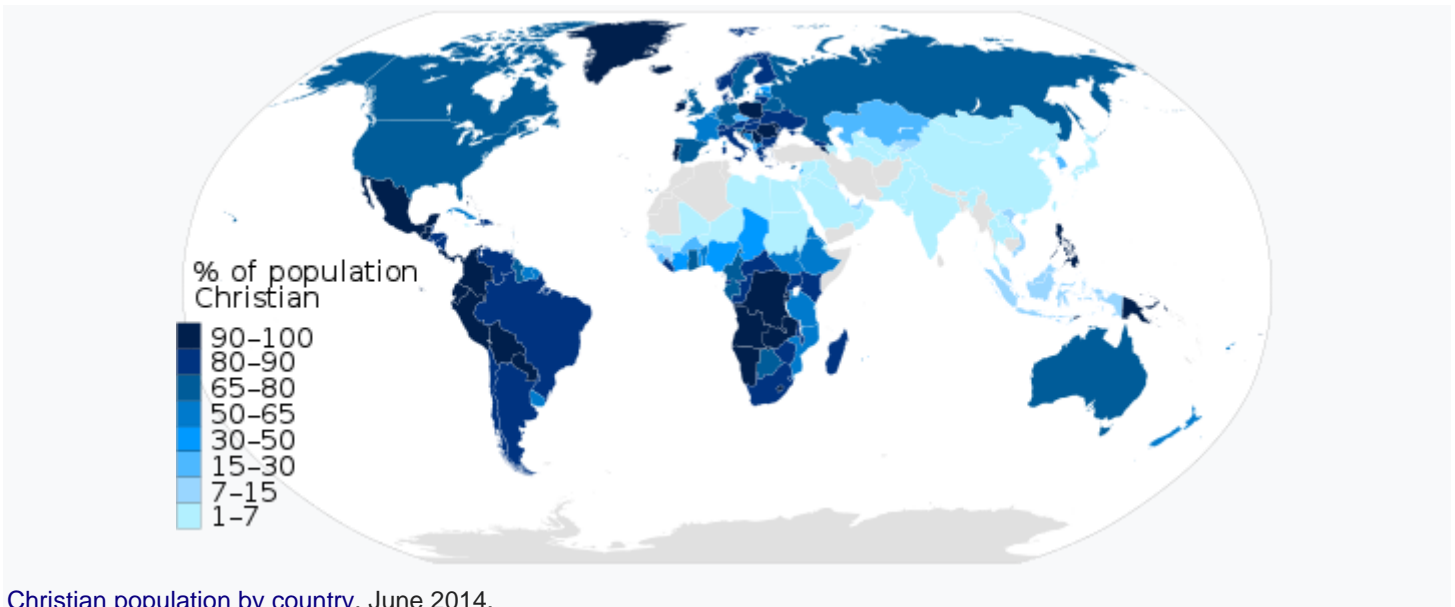 % of population
Christian
90–100
80–90
65–80
50–65
30–50
15–30
7–15
1–7
Christian population by country, June 2014.